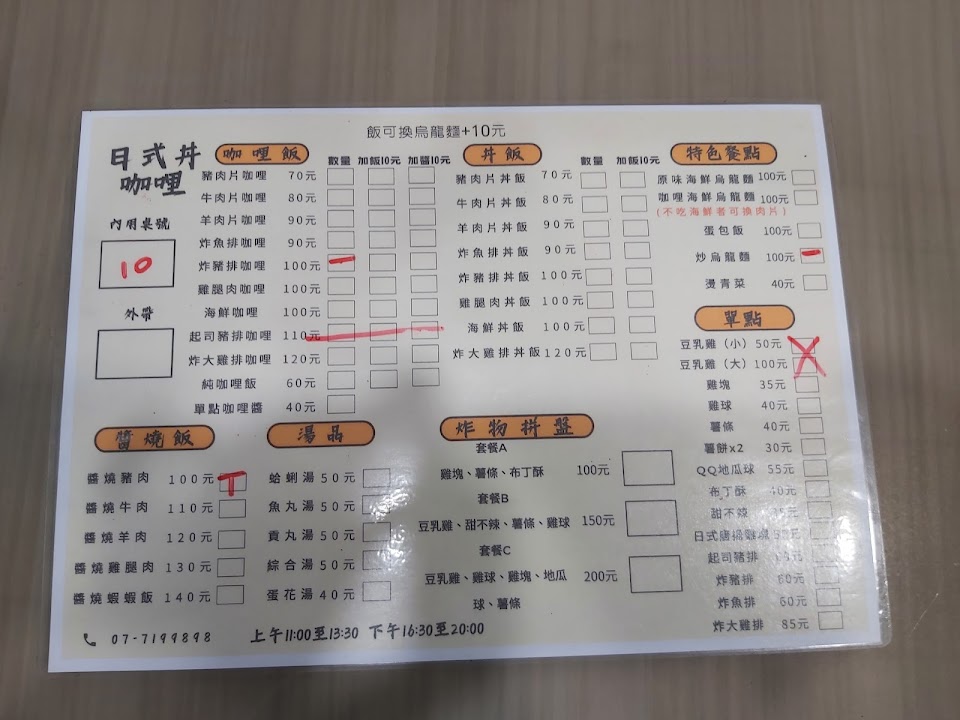 飯可換烏龍麵+10元
日式丼
咖哩
內用桌號
10
外帶
咖哩飯 數量 加飯10元 加醬10元
豬肉片咖哩 70元
牛肉片咖哩 80元
羊肉片咖哩 90元
炸魚排咖哩 90元
炸豬排咖哩 100元
雞腿肉咖哩 100元
海鮮咖哩 100元
起司豬排咖哩 110元
炸大雞排咖哩 120元
純咖哩飯 60元
單點咖哩醬 40元
丼飯 數量 加飯10元
豬肉片丼飯 70元
牛肉片丼飯 80元
羊肉片丼飯 90元
炸魚排丼飯 90元
炸豬排丼飯 100元
雞腿肉丼飯 100元
海鮮丼飯 100元
炸大雞排丼飯 120元
特色餐點
原味海鮮烏龍麵 100元
咖哩海鮮烏龍麵 100元
(不吃海鮮者可換肉片)
蛋包飯 100元
炒烏龍麵 100元
燙青菜 40元
單點
豆乳雞(小) 50元
豆乳雞(大) 100元
雞塊 35元
雞球 40元
薯條 40元
薯餅x2 30元
QQ地瓜球 55元
布丁酥 40元
甜不辣
日式唐揚雞塊
起司豬排
炸豬排 60元
炸魚排 60元
炸大雞排 85元
醬燒飯
醬燒豬肉 100元
醬燒牛肉 110元
醬燒羊肉 120元
醬燒雞腿肉 130元
醬燒蝦蝦飯 140元
湯品
蛤蜊湯 50元
魚丸湯 50元
貢丸湯 50元
綜合湯 50元
蛋花湯 40元
炸物拼盤
套餐A
雞塊、薯條、布丁酥 100元
套餐B
豆乳雞、甜不辣、薯條、雞球 150元
套餐C
豆乳雞、雞球、雞塊、地瓜 200元
球、薯條
07-7199898 上午11:00至13:30 下午16:30至20:00